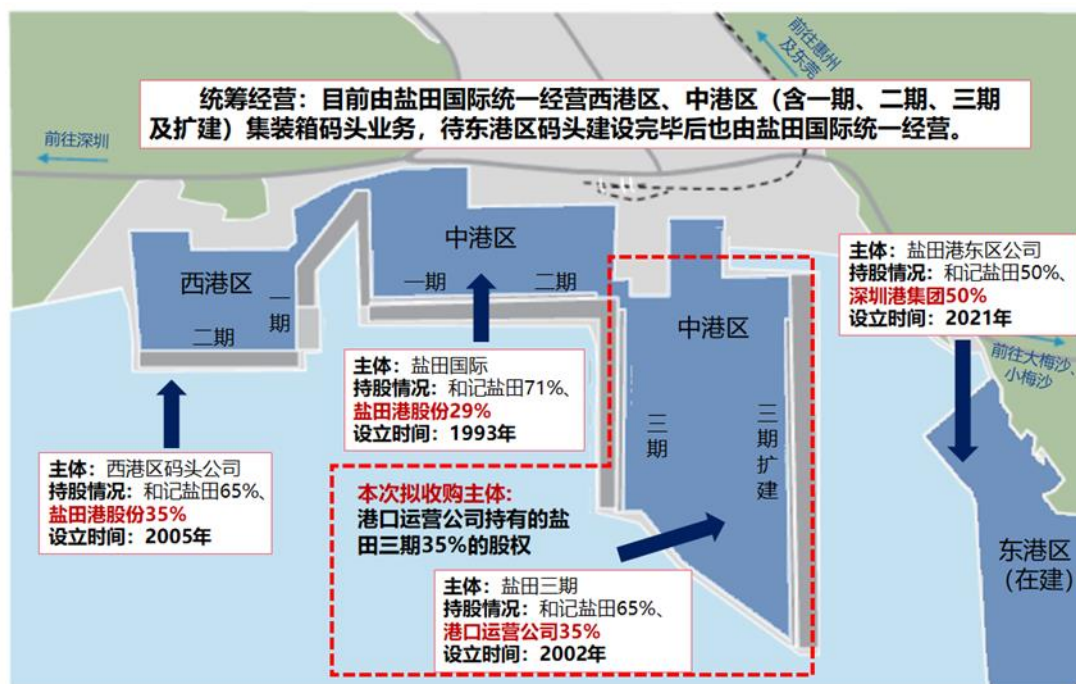 前往惠州
及东莞
统筹经营：目前由盐田国际统一经营西港区、中港区（含一期、二期、三期
及扩建）集装箱码头业务，待东港区码头建设完毕后也由盐田国际统一经营。
前往深圳
西港区
一期
二期
中港区
一期
二期
中港区
三期
三期扩建
主体：盐田港东区公司
持股情况：和记盐田50%、
深圳港集团50%
设立时间：2021年
前往大梅沙、
小梅沙
主体：盐田国际
持股情况：和记盐田71%、
盐田港股份29%
设立时间：1993年
主体：西港区码头公司
持股情况：和记盐田65%、
盐田港股份35%
设立时间：2005年
本次拟收购主体:
港口运营公司持有的盐
田三期35%的股权
主体：盐田三期
持股情况：和记盐田65%、
港口运营公司35%
设立时间：2002年
东港区
（在建）